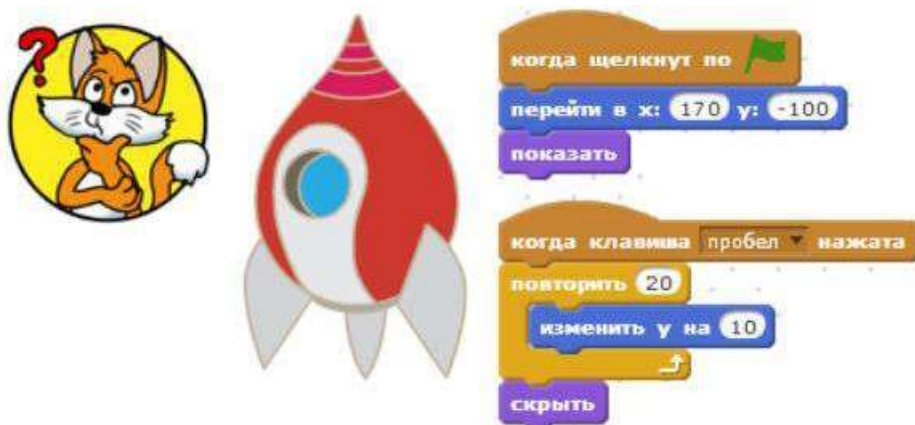 ?
когда щелкнут по
перейти в x: 170 y: -100
показать
когда клавиша пробел нажата
повторить 20
изменить y на 10
скрыть